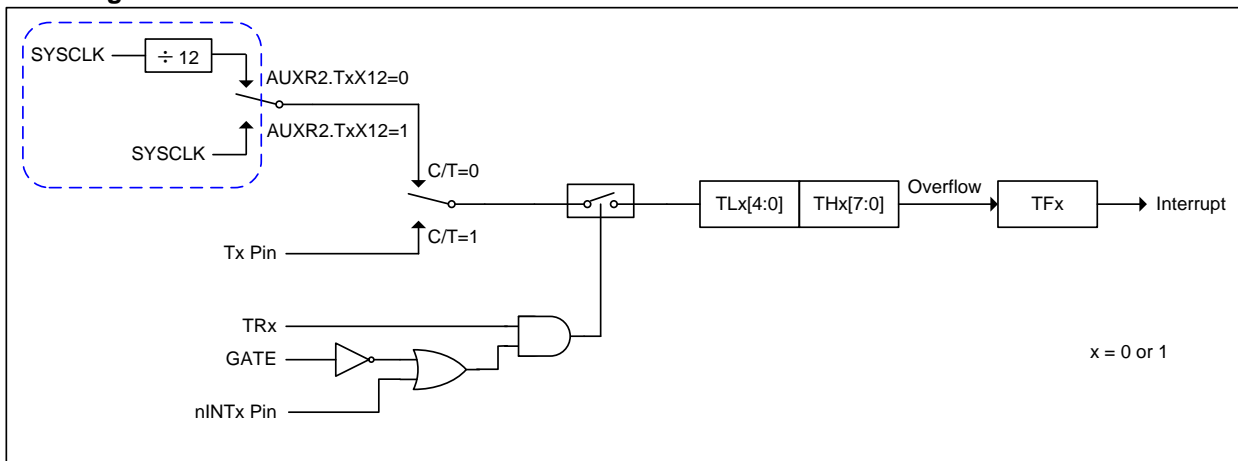 SYSCLK
÷ 12
AUXR2.TxX12=0
AUXR2.TxX12=1
SYSCLK
C/T=0
C/T=1
Tx Pin
TLx[4:0] THx[7:0] Overflow TFx Interrupt
TRx
GATE
nINTx Pin
x = 0 or 1